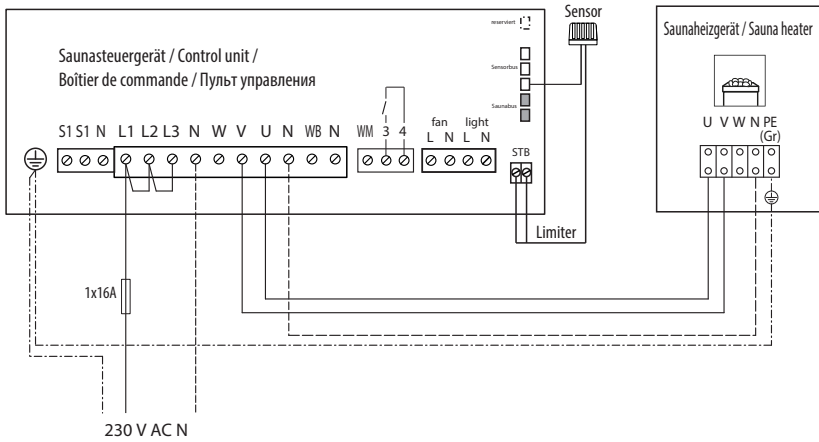 reserviert
Sensor
Saunaheizgerät / Sauna heater
Saunasteuergerät / Control unit /
Boîtier de commande / Пульт управления
Sensorbus
Saunabus
fan light
S1 S1 N L1 L2 L3 N W V U N WB N WM 3 4 L N L N
STB
U V W N PE
(Gr)
Limiter
1x16A
230 V AC N